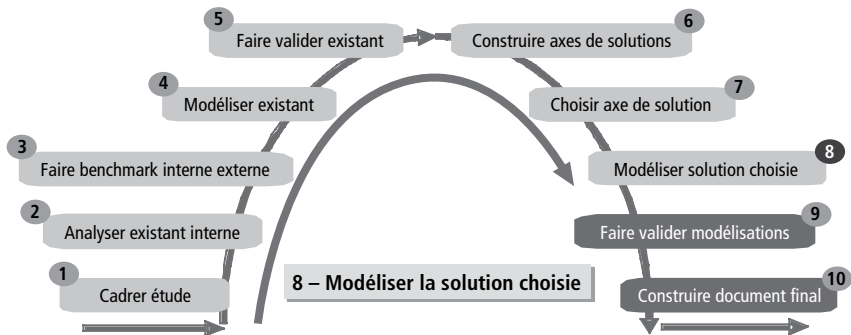 5
Faire valider existant
6
Construire axes de solutions
4
Modéliser existant
7
Choisir axe de solution
3
Faire benchmark interne externe
8
Modéliser solution choisie
2
Analyser existant interne
9
Faire valider modélisations
1
Cadrer étude
8 – Modéliser la solution choisie
10
Construire document final